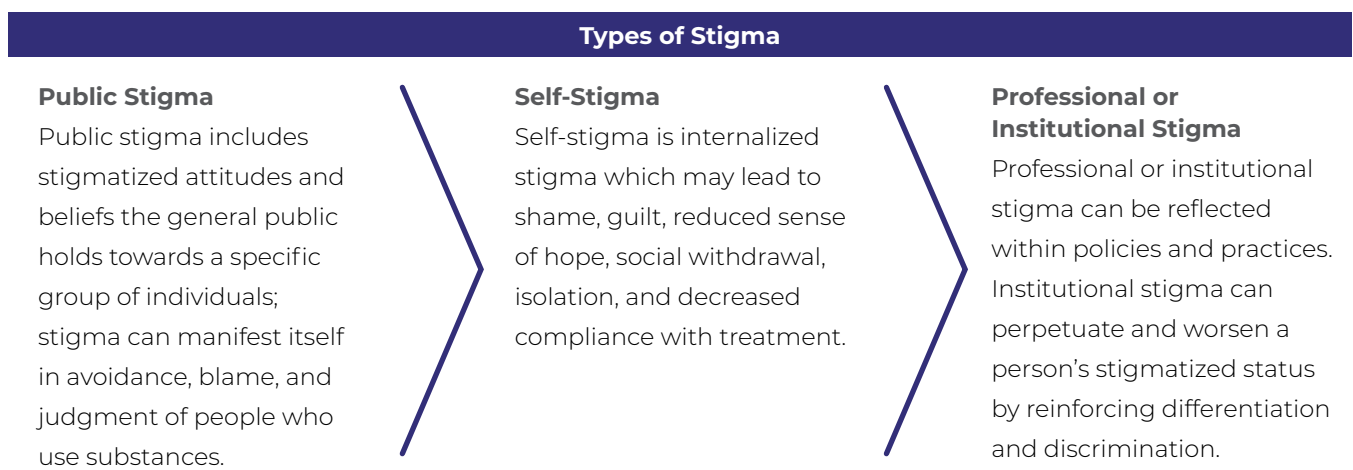 Types of Stigma
Public Stigma
Public stigma includes
stigmatized attitudes and
beliefs the general public
holds towards a specific
group of individuals;
stigma can manifest itself
in avoidance, blame, and
judgment of people who
use substances.
Self-Stigma
Self-stigma is internalized
stigma which may lead to
shame, guilt, reduced sense
of hope, social withdrawal,
isolation, and decreased
compliance with treatment.
Professional or
Institutional Stigma
Professional or institutional
stigma can be reflected
within policies and practices.
Institutional stigma can
perpetuate and worsen a
person’s stigmatized status
by reinforcing differentiation
and discrimination.